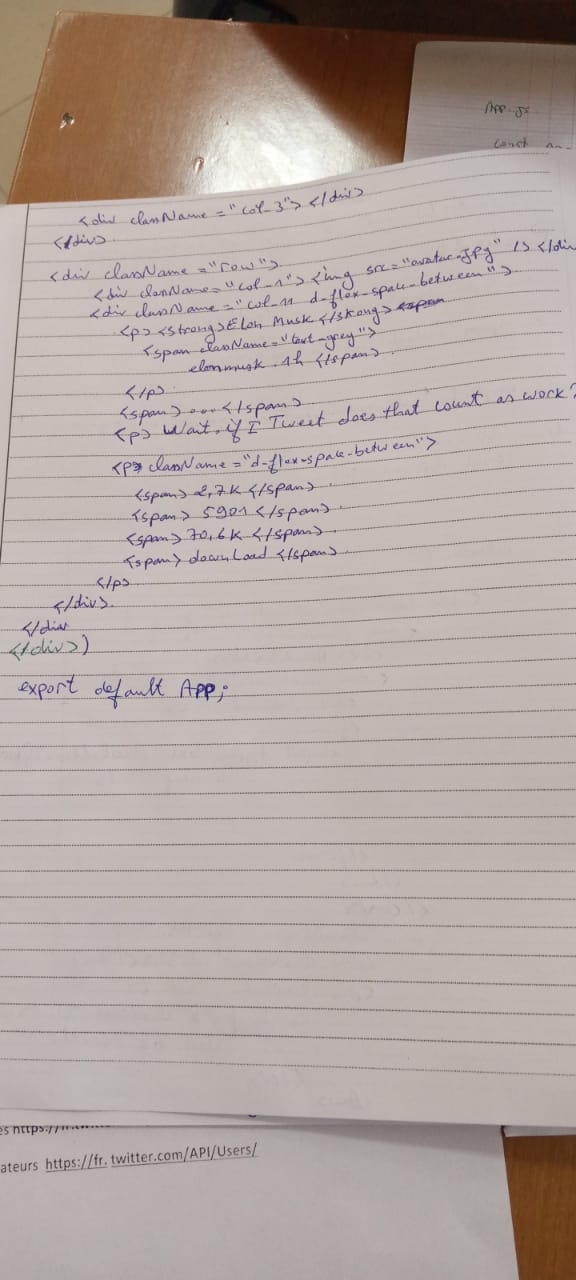 App.js
const
<div className="col-3"></div>
</div>
<div className="row">
<div className="col-1"><img src="avatar.jpg" /></div
<div className="col-11 d-flex-space-between">
<p><strong>Elon Musk</strong><span
<span className="text-grey">
elonmusk.1h</span>
</p>
<span>...</span>
<p> Wait, if I Tweet does that count as work?
<p className="d-flex-space-between">
<span>2,7K</span>
<span>5901</span>
<span>70,6K</span>
<span>download</span>
</p>
</div>
</div
</div>)
export default App;
es https://fr.tw
ateurs https://fr.twitter.com/API/Users/